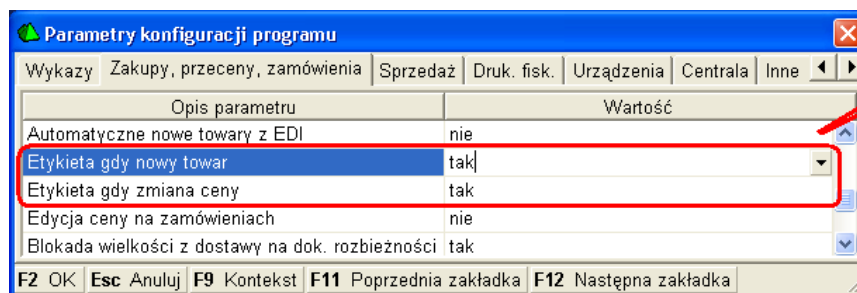 Parametry konfiguracji programu
Wykazy Zakupy, przeceny, zamówienia Sprzedaż Druk. fisk. Urządzenia Centrala Inne
Opis parametru Wartość
Automatyczne nowe towary z EDI nie
Etykieta gdy nowy towar tak
Etykieta gdy zmiana ceny tak
Edycja ceny na zamówieniach nie
Blokada wielkości z dostawy na dok. rozbieżności tak
F2 OK Esc Anuluj F9 Kontekst F11 Poprzednia zakładka F12 Następna zakładka